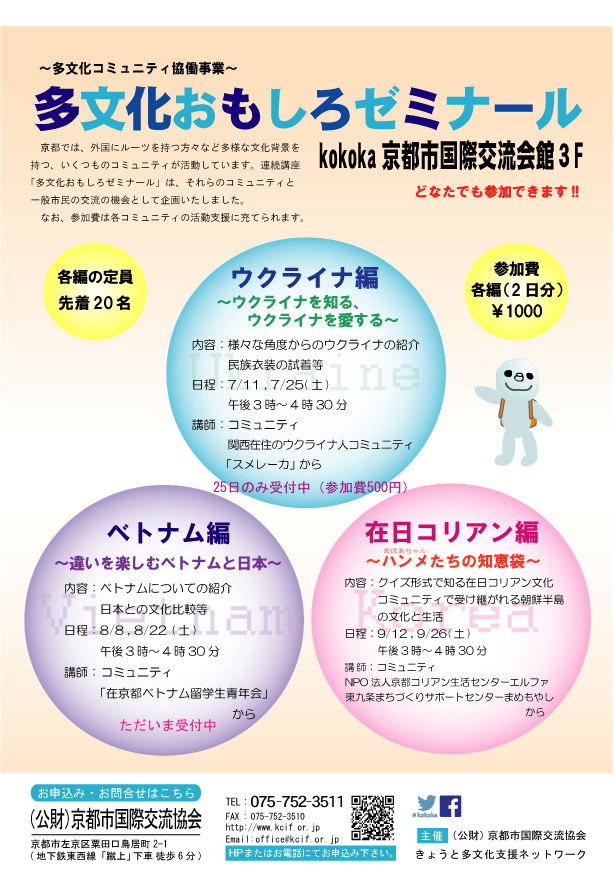 ～多文化コミュニティ協働事業～
多文化おもしろゼミナール
京都では、外国にルーツを持つ方々など多様な文化背景を
持つ、いくつものコミュニティが活動しています。連続講座
「多文化おもしろゼミナール」は、それらのコミュニティと
一般市民の交流の機会として企画いたしました。
なお、参加費は各コミュニティの活動支援に充てられます。
kokoka 京都市国際交流会館３F
どなたでも参加できます!!
各編の定員
先着２０名
参加費
各編(２日分)
￥1000
ウクライナ編
～ウクライナを知る、
ウクライナを愛する～
Ukraine
内容：様々な角度からのウクライナの紹介
民族衣装の試着等
日程：7/11 , 7/25(土)
午後３時～４時30分
講師：コミュニティ
関西在住のウクライナ人コミュニティ
「スメレーカ」から
25日のみ受付中（参加費500円）
ベトナム編
～違いを楽しむベトナムと日本～
Vietnam
内容：ベトナムについての紹介
日本との文化比較等
日程：8/8 , 8/22（土）
午後３時～４時30分
講師：コミュニティ
「在京都ベトナム留学生青年会」
から
ただいま受付中
在日コリアン編
おばあちゃん
～ハンメたちの知恵袋～
Korea
内容：クイズ形式で知る在日コリアン文化
コミュニティで受け継がれる朝鮮半島
の文化と生活
日程：9/12 , 9/26(土)
午後３時～４時30分
講師：コミュニティ
NPO法人京都コリアン生活センターエルファ
東九条まちづくりサポートセンターまめもやし
から
お申込み・お問合せはこちら
(公財)京都市国際交流協会
京都市左京区粟田口鳥居町2-1
(地下鉄東西線「蹴上」下車 徒歩６分)
TEL：075-752-3511
FAX：075-752-3510
http://www.kcif.or.jp
Email:office@kcif.or.jp
HPまたはお電話にてお申込み下さい。
#kokoka
主催 （公財）京都市国際交流協会
きょうと多文化支援ネットワーク